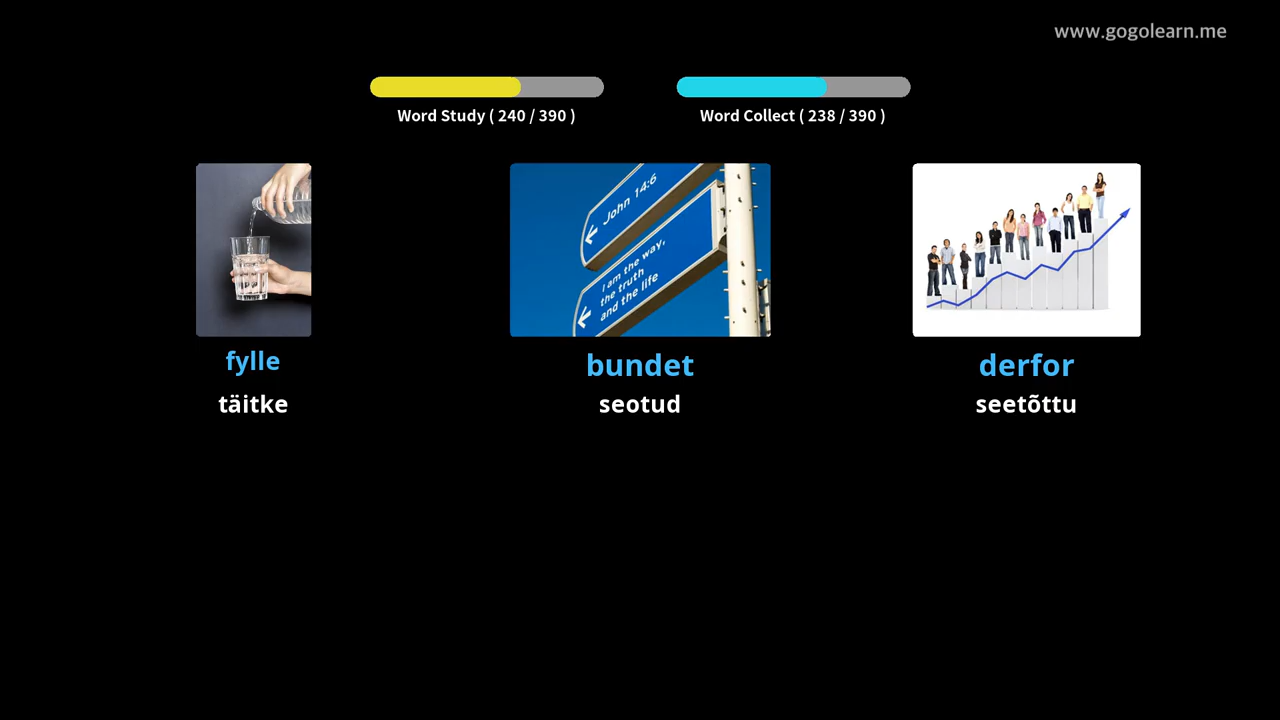 www.gogolearn.me
Word Study ( 240 / 390 )
Word Collect ( 238 / 390 )
John 14:6
I am the way,
the truth
and the life
fylle
bundet
derfor
täitke
seotud
seetõttu